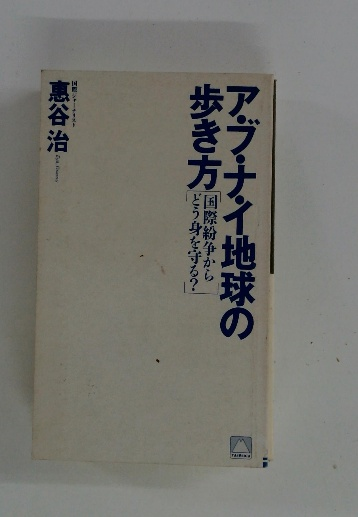 ア・ブ・ナ・イ地球の
歩き方
国際紛争から
どう身を守る?
国際ジャーナリスト
惠谷 治